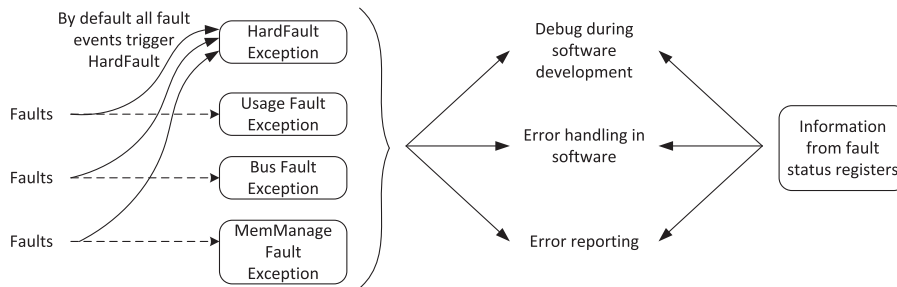 By default all fault
events trigger
HardFault
HardFault
Exception
Faults
Usage Fault
Exception
Faults
Bus Fault
Exception
Faults
MemManage
Fault
Exception
Debug during
software
development
Error handling in
software
Error reporting
Information
from fault
status registers